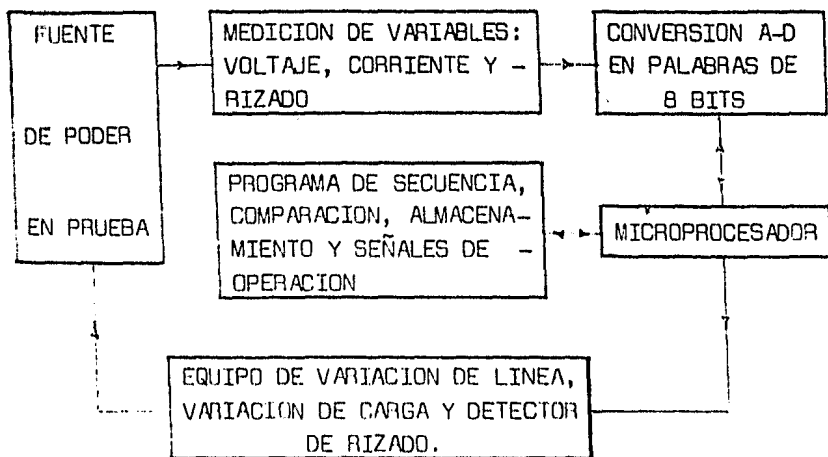 FUENTE
DE PODER
EN PRUEBA
MEDICION DE VARIABLES:
VOLTAJE, CORRIENTE Y -
RIZADO
CONVERSION A-D
EN PALABRAS DE
8 BITS
PROGRAMA DE SECUENCIA,
COMPARACION, ALMACENA-
MIENTO Y SEÑALES DE -
OPERACION
MICROPROCESADOR
EQUIPO DE VARIACION DE LINEA,
VARIACION DE CARGA Y DETECTOR
DE RIZADO.